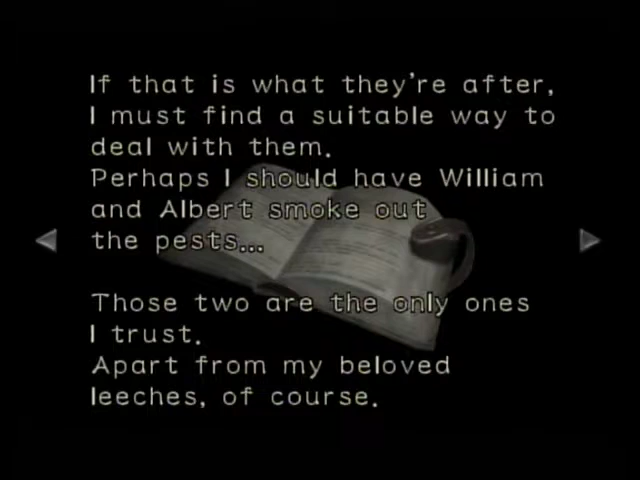 If that is what they're after,
I must find a suitable way to
deal with them.
Perhaps I should have William
and Albert smoke out
the pests...
Those two are the only ones
I trust.
Apart from my beloved
leeches, of course.